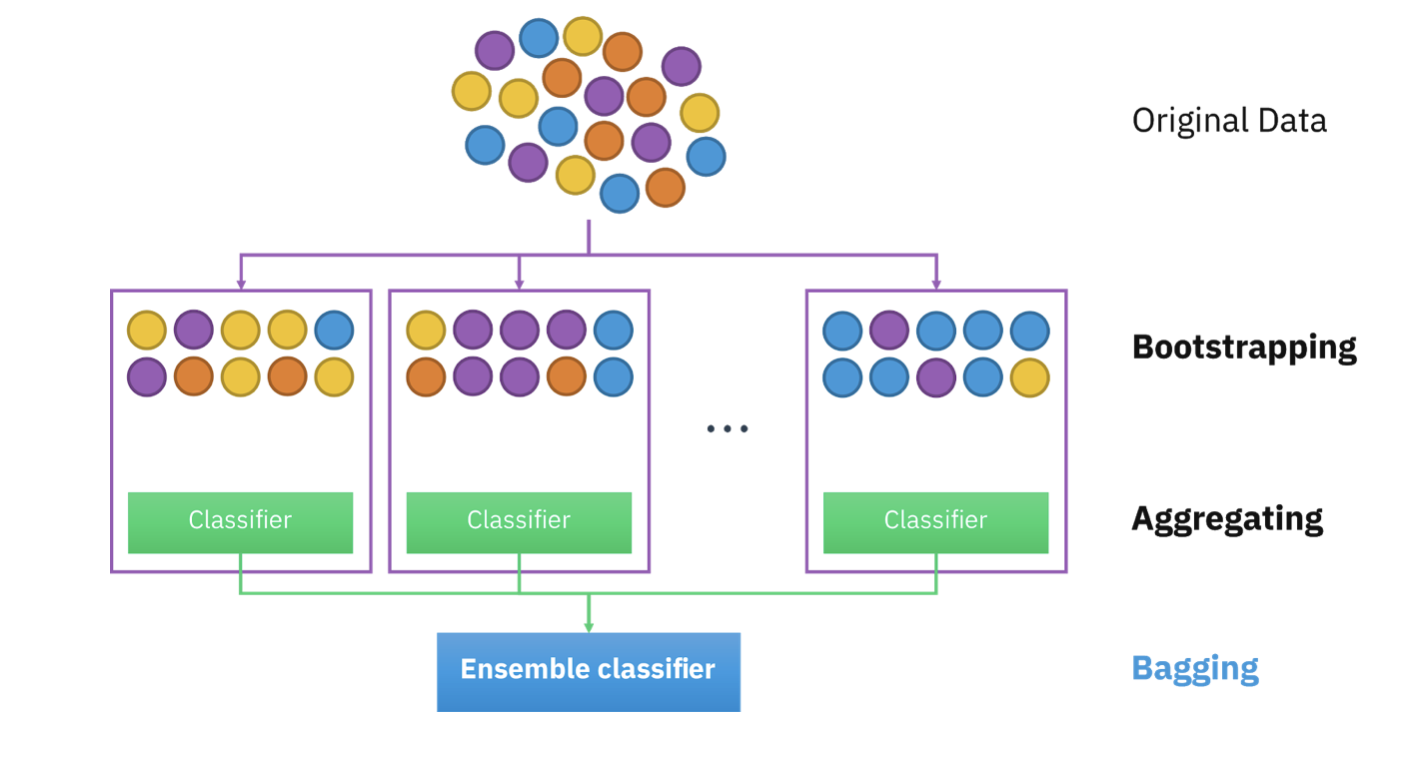 Original Data
Bootstrapping
...
Classifier
Classifier
Classifier
Aggregating
Ensemble classifier
Bagging